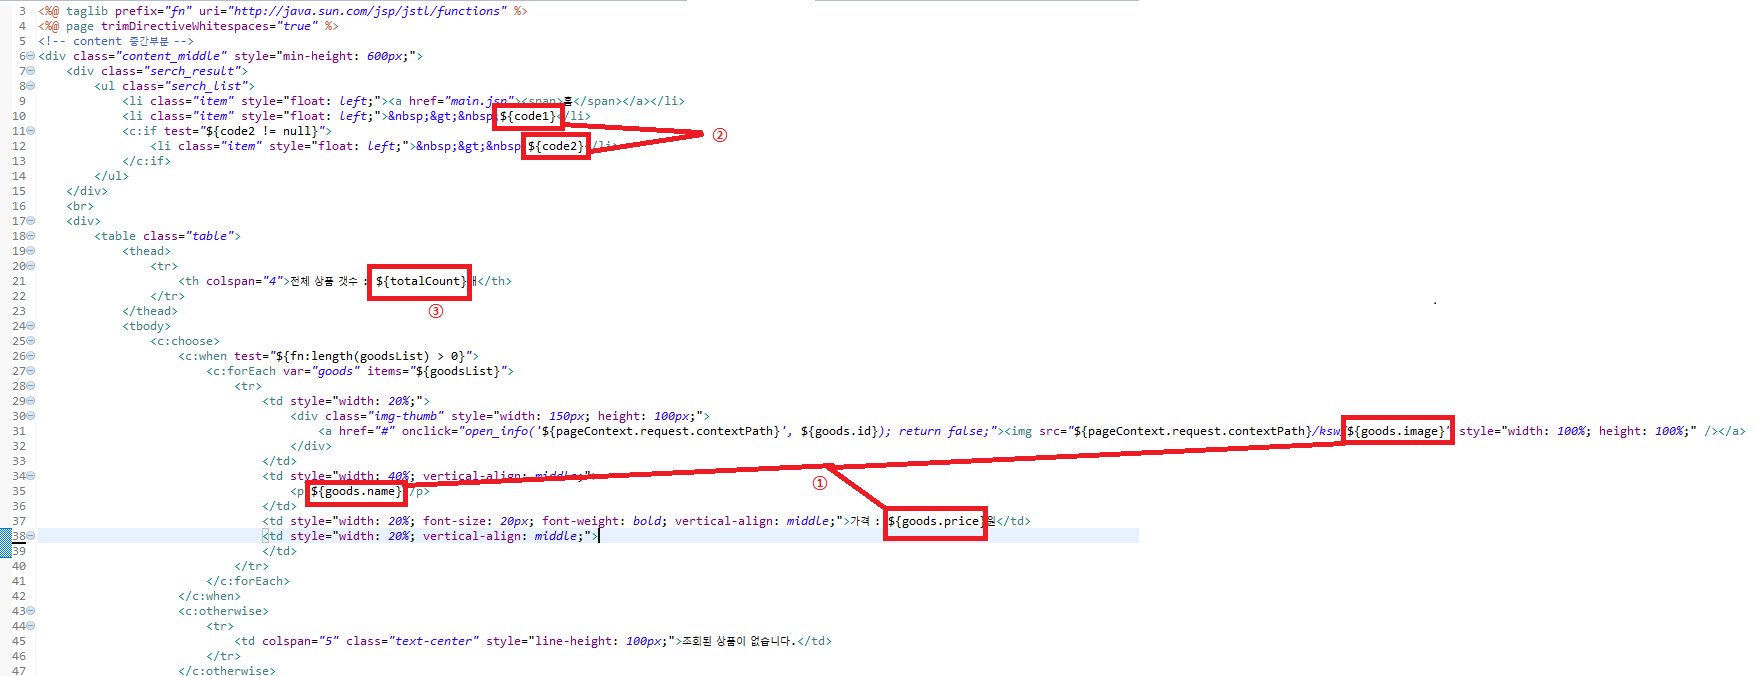 3 <%@ taglib prefix="fn" uri="http://java.sun.com/jsp/jstl/functions" %>
4 <%@ page trimDirectiveWhitespaces="true" %>
5 <!-- content 중간부분 -->
6 <div class="content_middle" style="min-height: 600px;">
7 <div class="serch_result">
8 <ul class="serch_list">
9 <li class="item" style="float: left;"><a href="main.jsp"><span>홈</span></a></li>
10 <li class="item" style="float: left;">&nbsp;&gt;&nbsp;${code1}</li>
11 <c:if test="${code2 != null}">
②
12 <li class="item" style="float: left;">&nbsp;&gt;&nbsp;${code2}</li>
13 </c:if>
14 </ul>
15 </div>
16 <br>
17 <div>
18 <table class="table">
19 <thead>
20 <tr>
21 <th colspan="4">전체 상품 갯수 : ${totalCount}개</th>
22 </tr>
23 </thead>
③
24 <tbody>
25 <c:choose>
26 <c:when test="${fn:length(goodsList) > 0}">
27 <c:forEach var="goods" items="${goodsList}">
28 <tr>
29 <td style="width: 20%;">
30 <div class="img-thumb" style="width: 150px; height: 100px;">
31 <a href="#" onclick="open_info('${pageContext.request.contextPath}', ${goods.id}); return false;"><img src="${pageContext.request.contextPath}/ksw/${goods.image}" style="width: 100%; height: 100%;" /></a>
32 </div>
33 </td>
34 <td style="width: 40%; vertical-align: middle;">
①
35 <p>${goods.name}</p>
36 </td>
37 <td style="width: 20%; font-size: 20px; font-weight: bold; vertical-align: middle;">가격 : ${goods.price}원</td>
38 <td style="width: 20%; vertical-align: middle;">
39 </td>
40 </tr>
41 </c:forEach>
42 </c:when>
43 <c:otherwise>
44 <tr>
45 <td colspan="5" class="text-center" style="line-height: 100px;">조회된 상품이 없습니다.</td>
46 </tr>
47 </c:otherwise>